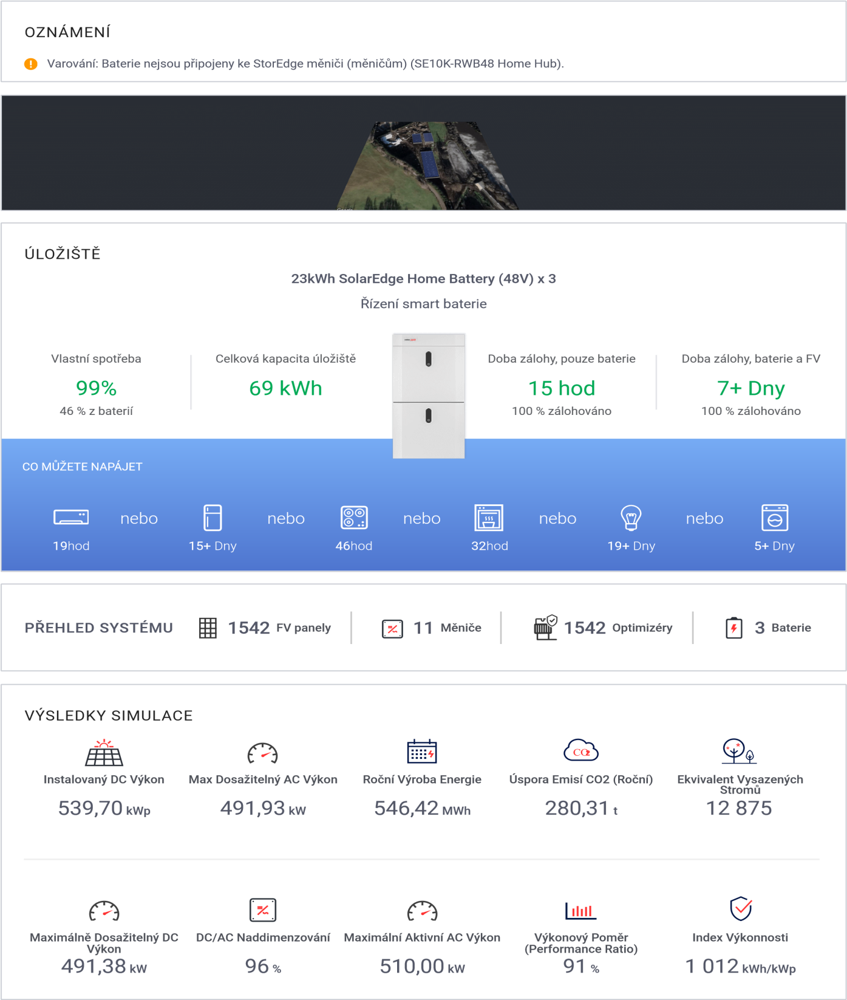 OZNÁMENÍ
Varování: Baterie nejsou připojeny ke StorEdge měniči (měničům) (SE10K-RWB48 Home Hub).
ÚLOŽIŠTĚ
23kWh SolarEdge Home Battery (48V) x 3
Řízení smart baterie
Vlastní spotřeba
99%
46 % z baterií
Celková kapacita úložiště
69 kWh
Doba zálohy, pouze baterie
15 hod
100 % zálohováno
Doba zálohy, baterie a FV
7+ Dny
100 % zálohováno
CO MŮŽETE NAPÁJET
nebo nebo nebo nebo nebo
19hod 15+ Dny 46hod 32hod 19+ Dny 5+ Dny
PŘEHLED SYSTÉMU 1542 FV panely 11 Měniče 1542 Optimizéry 3 Baterie
VÝSLEDKY SIMULACE
Instalovaný DC Výkon
539,70 kWp
Max Dosažitelný AC Výkon
491,93 kW
Roční Výroba Energie
546,42 MWh
CO2
Úspora Emisí CO2 (Roční)
280,31 t
Ekvivalent Vysazených
Stromů
12 875
Maximálně Dosažitelný DC
Výkon
491,38 kW
DC/AC Naddimenzování
96 %
Maximální Aktivní AC Výkon
510,00 kW
Výkonový Poměr
(Performance Ratio)
91 %
Index Výkonnosti
1 012 kWh/kWp